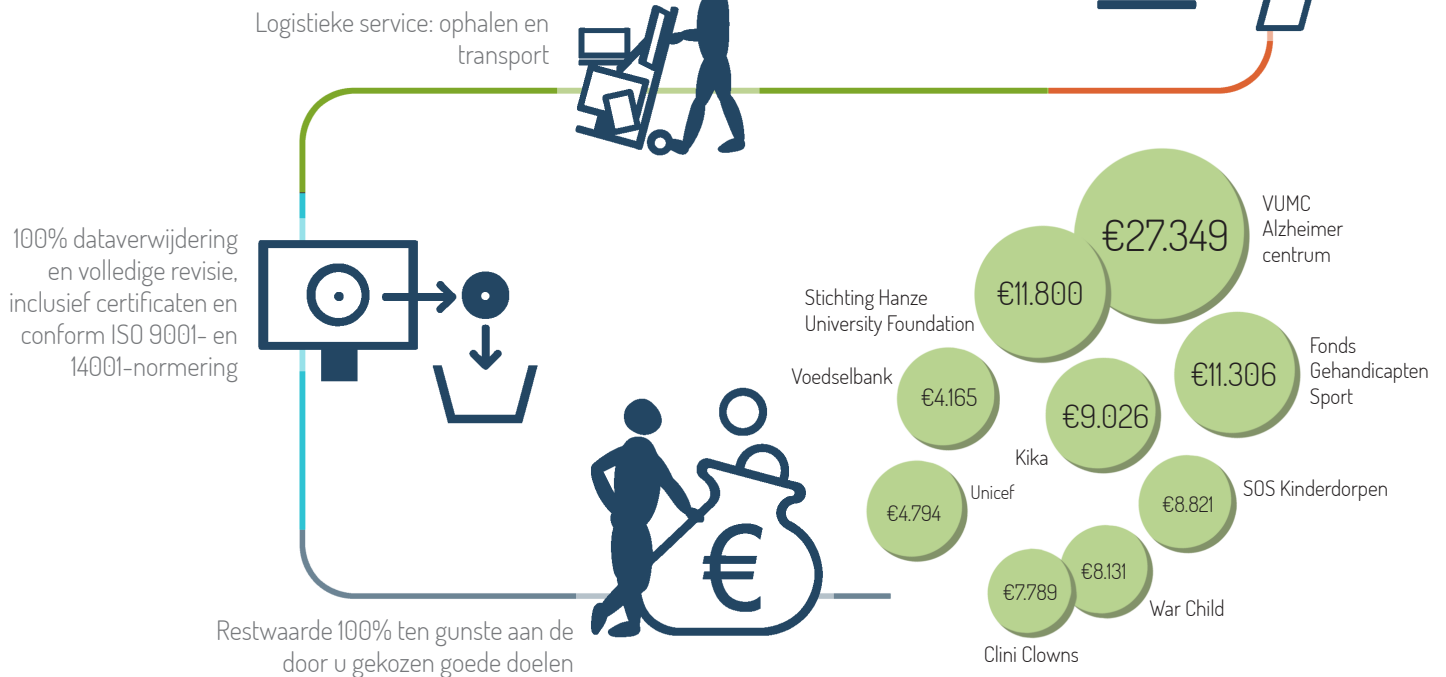 Logistieke service: ophalen en
transport
100% dataverwijdering
en volledige revisie,
inclusief certificaten en
conform ISO 9001- en
14001-normering
€27.349
VUMC
Alzheimer
centrum
€11.800
Stichting Hanze
University Foundation
€11.306
Fonds
Gehandicapten
Sport
Voedselbank
€4.165
€9.026
Kika
€4.794
Unicef
€8.821
SOS Kinderdorpen
€8.131
War Child
€7.789
Clini Clowns
€
Restwaarde 100% ten gunste aan de
door u gekozen goede doelen